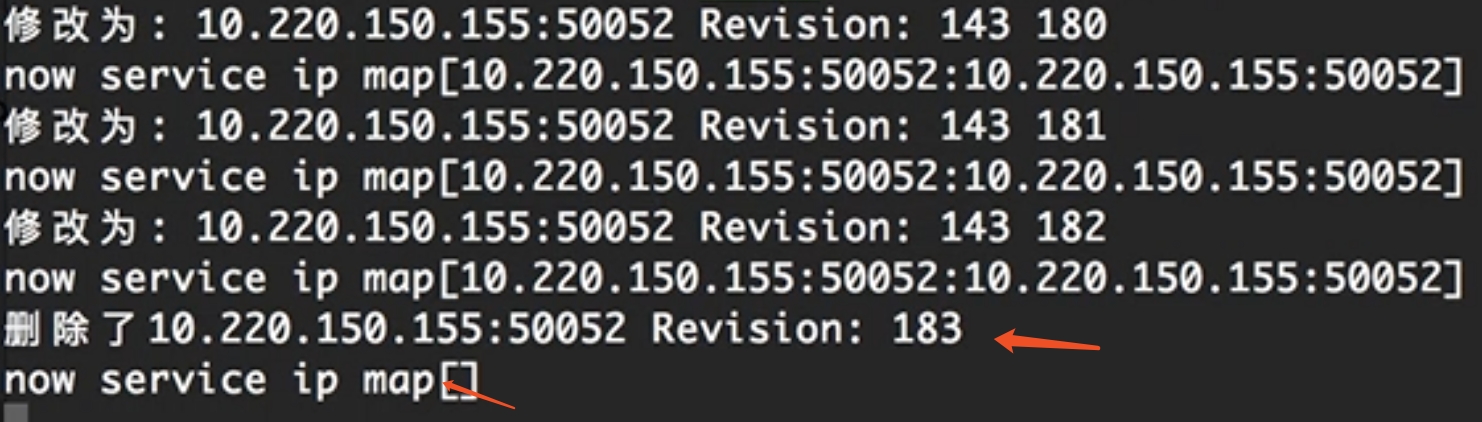 修改为: 10.220.150.155:50052 Revision: 143 180
now service ip map[10.220.150.155:50052:10.220.150.155:50052]
修改为: 10.220.150.155:50052 Revision: 143 181
now service ip map[10.220.150.155:50052:10.220.150.155:50052]
修改为: 10.220.150.155:50052 Revision: 143 182
now service ip map[10.220.150.155:50052:10.220.150.155:50052]
删除了10.220.150.155:50052 Revision: 183
now service ip map[]